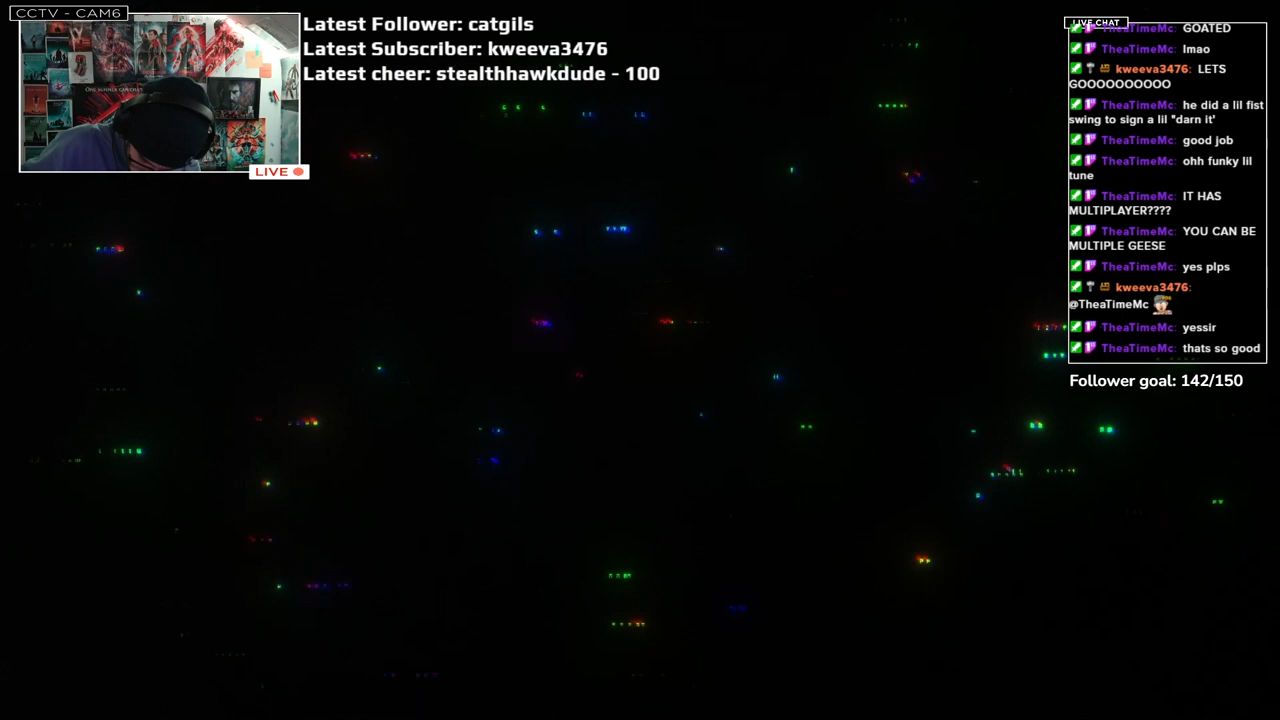 CCTV - CAM6
LIVE
Latest Follower: catgils
Latest Subscriber: kweeva3476
Latest cheer: stealthhawkdude - 100
LIVE CHAT
TheaTimeMc: GOATED
TheaTimeMc: lmao
kweeva3476: LETS
GOOOOOOOOOO
TheaTimeMc: he did a lil fist
swing to sign a lil "darn it'
TheaTimeMc: good job
TheaTimeMc: ohh funky lil
tune
TheaTimeMc: IT HAS
MULTIPLAYER????
TheaTimeMc: YOU CAN BE
MULTIPLE GEESE
TheaTimeMc: yes plps
kweeva3476:
@TheaTimeMc
TheaTimeMc: yessir
TheaTimeMc: thats so good
Follower goal: 142/150